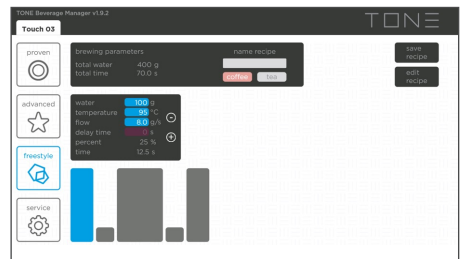 TONE Beverage Manager v1.9.2
TONE
Touch 03
proven
brewing parameters
name recipe
save
recipe
total water 400 g
total time 70.0 s
coffee tea
edit
recipe
advanced
water 100 g
temperature 95 °C
flow 8.0 g/s
delay time 0 s
percent 25 %
time 12.5 s
freestyle
service